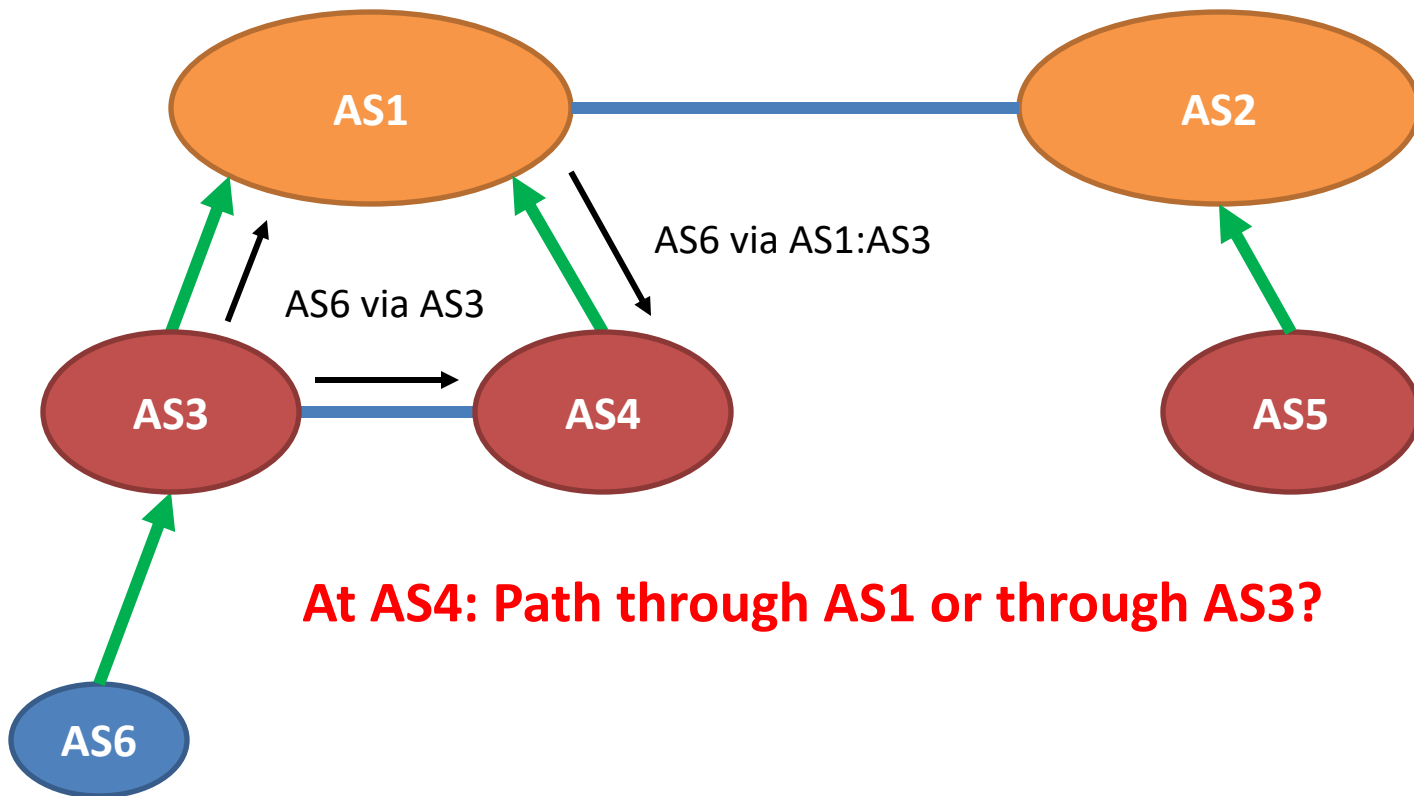 AS1
AS2
AS6 via AS1:AS3
AS6 via AS3
AS3
AS4
AS5
At AS4: Path through AS1 or through AS3?
AS6